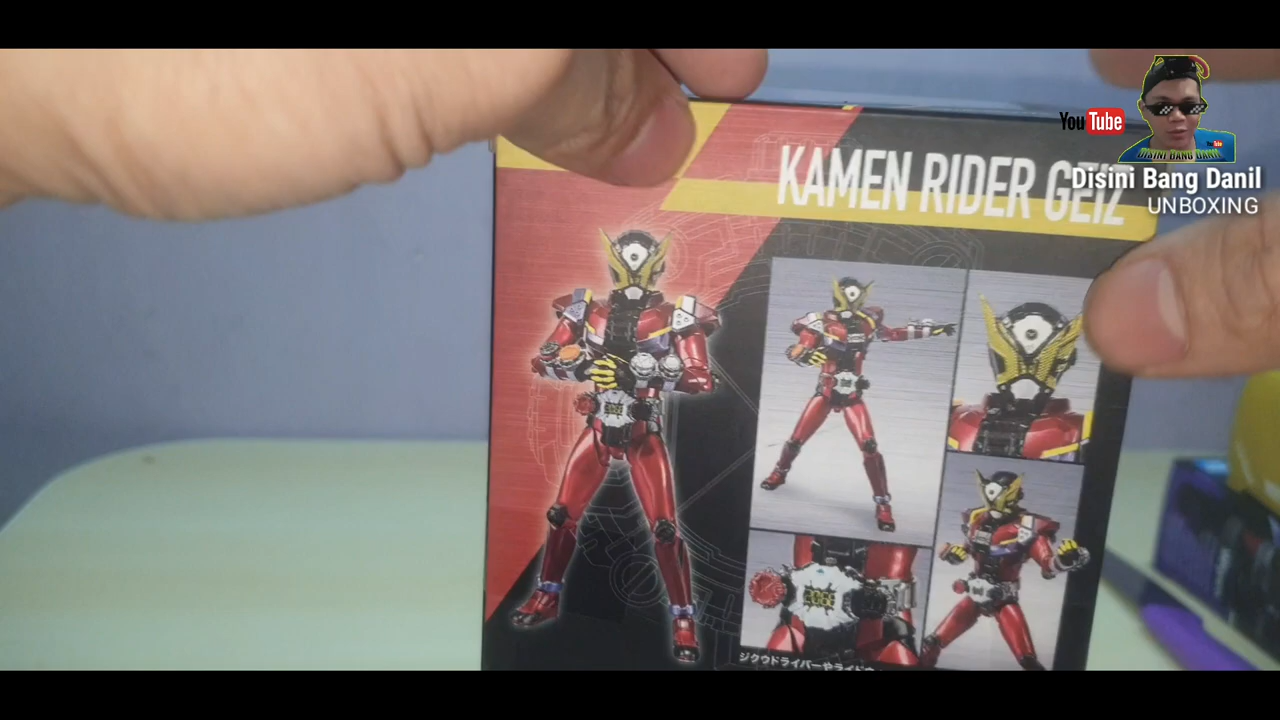 KAMEN RIDER GEIZ
YouTube
DISINI BANG DANIL
Disini Bang Danil
UNBOXING
2068
ジクウドライバーやライド